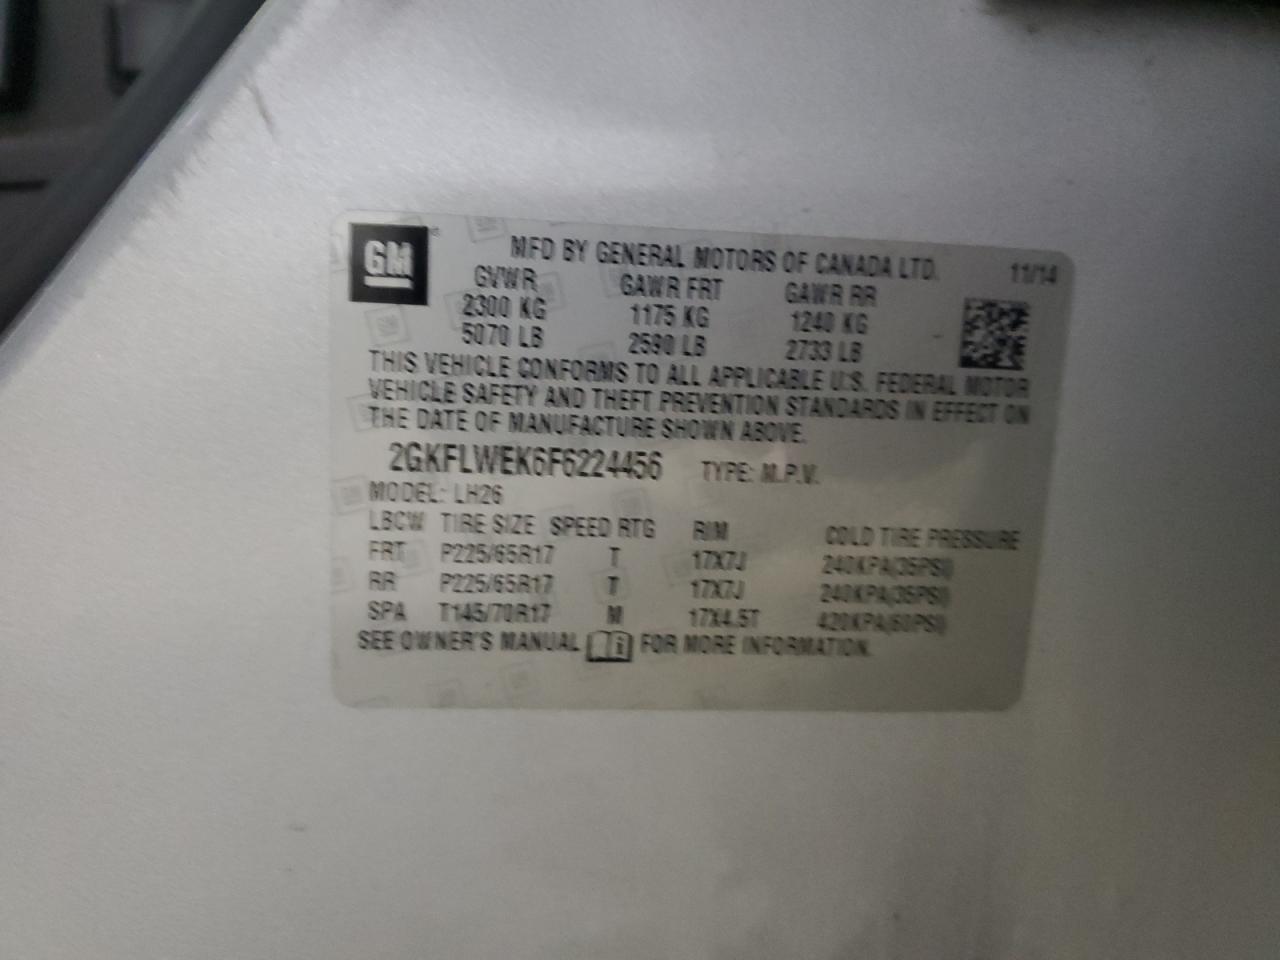 GM
MFD BY GENERAL MOTORS OF CANADA LTD. 11/14
GVWR GAWR FRT GAWR RR
2300 KG 1175 KG 1240 KG
5070 LB 2590 LB 2733 LB
THIS VEHICLE CONFORMS TO ALL APPLICABLE U.S. FEDERAL MOTOR
VEHICLE SAFETY AND THEFT PREVENTION STANDARDS IN EFFECT ON
THE DATE OF MANUFACTURE SHOWN ABOVE.
2GKFLWEK6F6224456 TYPE: M.P.V.
MODEL: LH26
LBCW TIRE SIZE SPEED RTG RIM COLD TIRE PRESSURE
FRT P225/65R17 T 17X7J 240KPA(35PSI)
RR P225/65R17 T 17X7J 240KPA(35PSI)
SPA T145/70R17 M 17X4.5T 420KPA(60PSI)
SEE OWNER'S MANUAL i FOR MORE INFORMATION.